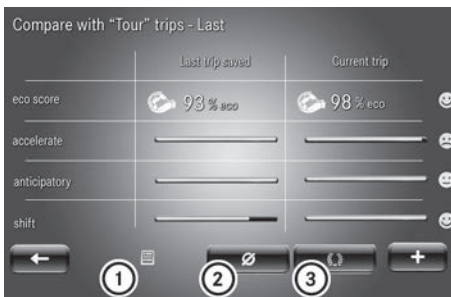 Compare with “Tour” trips - Last
Last trip saved
Current trip
eco score
93 % eco
98 % eco
accelerate
anticipatory
shift
1
2
3